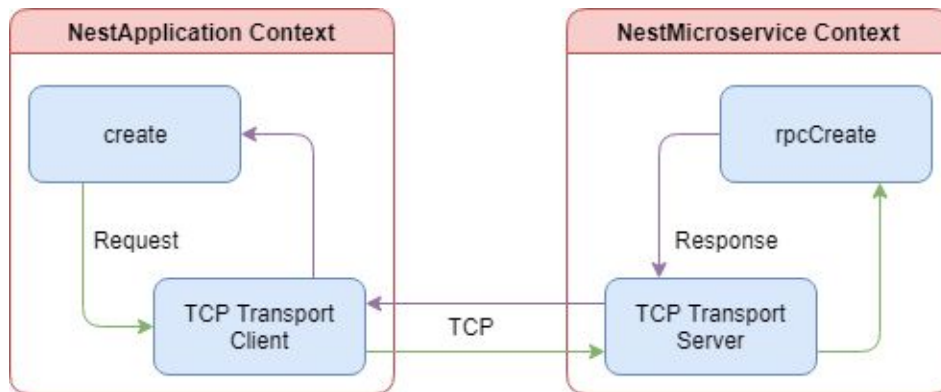 NestApplication Context
NestMicroservice Context
create
rpcCreate
Request
Response
TCP Transport
Client
TCP
TCP Transport
Server